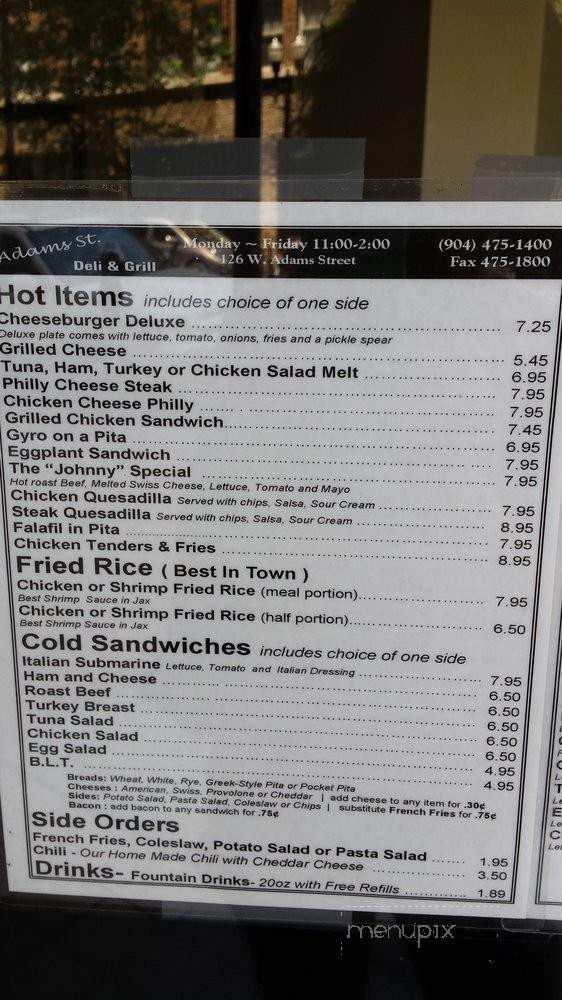 Adams St.
Deli & Grill
Monday ~ Friday 11:00-2:00
126 W. Adams Street
(904) 475-1400
Fax 475-1800
Hot Items includes choice of one side
Cheeseburger Deluxe 7.25
Deluxe plate comes with lettuce, tomato, onions, fries and a pickle spear
Grilled Cheese 5.45
Tuna, Ham, Turkey or Chicken Salad Melt 6.95
Philly Cheese Steak 7.95
Chicken Cheese Philly 7.95
Grilled Chicken Sandwich 7.45
Gyro on a Pita 6.95
Eggplant Sandwich 7.95
The "Johnny" Special 7.95
Hot roast Beef, Melted Swiss Cheese, Lettuce, Tomato and Mayo
Chicken Quesadilla Served with chips, Salsa, Sour Cream 7.95
Steak Quesadilla Served with chips, Salsa, Sour Cream 8.95
Falafil in Pita 7.95
Chicken Tenders & Fries 8.95
Fried Rice ( Best In Town )
Chicken or Shrimp Fried Rice (meal portion) 7.95
Best Shrimp Sauce in Jax
Chicken or Shrimp Fried Rice (half portion) 6.50
Best Shrimp Sauce in Jax
Cold Sandwiches includes choice of one side
Italian Submarine Lettuce, Tomato and Italian Dressing 7.95
Ham and Cheese 6.50
Roast Beef 6.50
Turkey Breast 6.50
Tuna Salad 6.50
Chicken Salad 6.50
Egg Salad 4.95
B.L.T. 4.95
Breads: Wheat, White, Rye, Greek-Style Pita or Pocket Pita
Cheeses : American, Swiss, Provolone or Cheddar | add cheese to any item for .30¢
Sides: Potato Salad, Pasta Salad, Coleslaw or Chips | substitute French Fries for .75¢
Bacon : add bacon to any sandwich for .75¢
Side Orders
French Fries, Coleslaw, Potato Salad or Pasta Salad 1.95
Chili - Our Home Made Chili with Cheddar Cheese 3.50
Drinks- Fountain Drinks- 20oz with Free Refills 1.89
menupix